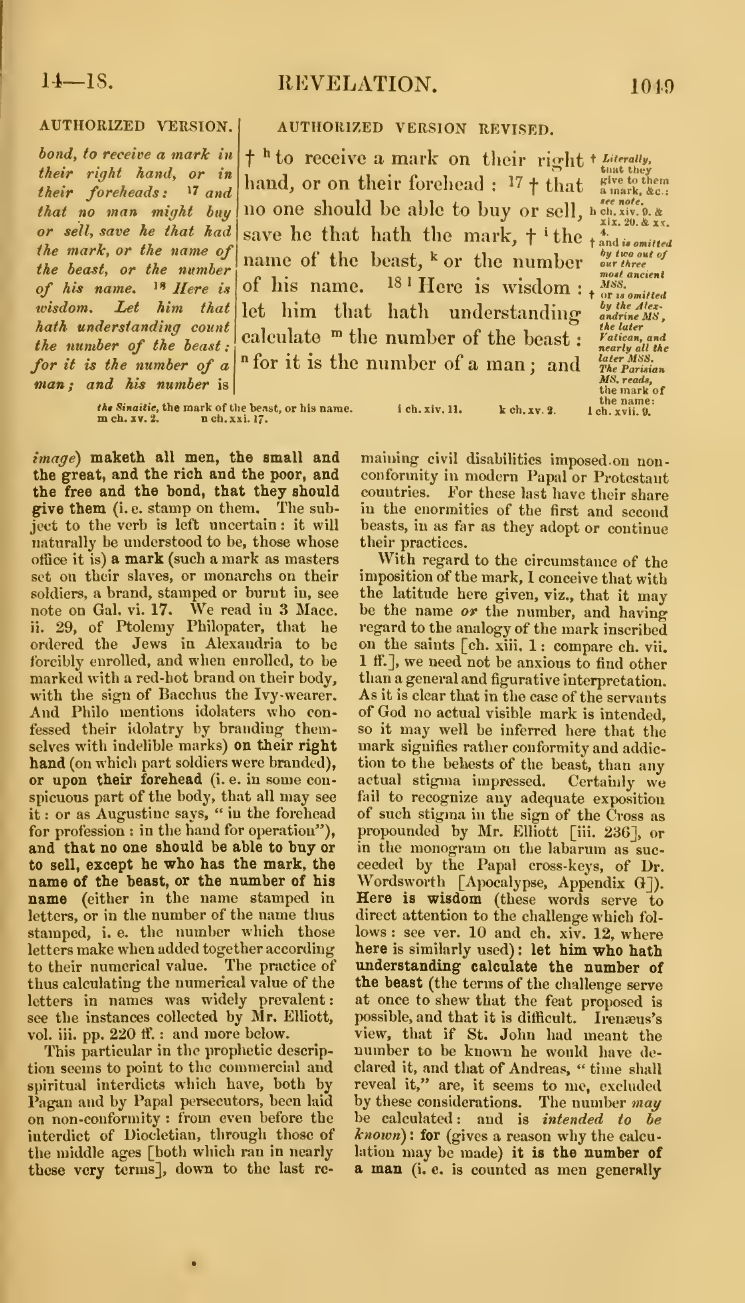 14—18.
REVELATION.
1049
AUTHORIZED VERSION.
bond, to receive a mark in
their right hand, or in
their foreheads: 17 and
that no man might buy
or sell, save he that had
the mark, or the name of
the beast, or the number
of his name. 18 Here is
wisdom. Let him that
hath understanding count
the number of the beast:
for it is the number of a
man; and his number is
AUTHORIZED VERSION REVISED.
† h to receive a mark on their right
hand, or on their forehead : 17 † that
no one should be able to buy or sell,
save he that hath the mark, † i the
name of the beast, k or the number
of his name. 18 l Here is wisdom :
let him that hath understanding
calculate m the number of the beast :
n for it is the number of a man ; and
† Literally,
that they
give to them
a mark, &c.:
see note.
h ch. xiv. 9. &
xix. 20. & xx.
4.
† and is omitted
by two out of
our three
most ancient
MSS.
† or is omitted
by the Alex-
andrine MS,
the later
Vatican, and
nearly all the
later MSS.
The Parisian
MS. reads,
the mark of
the name:
the Sinaitic, the mark of the beast, or his name.
i ch. xiv. 11.
k ch. xv. 2.
l ch. xvii. 9.
m ch. xv. 2.
n ch. xxi. 17.
image) maketh all men, the small and
the great, and the rich and the poor, and
the free and the bond, that they should
give them (i. e. stamp on them. The sub-
ject to the verb is left uncertain : it will
naturally be understood to be, those whose
office it is) a mark (such a mark as masters
set on their slaves, or monarchs on their
soldiers, a brand, stamped or burnt in, see
note on Gal. vi. 17. We read in 3 Macc.
ii. 29, of Ptolemy Philopater, that he
ordered the Jews in Alexandria to be
forcibly enrolled, and when enrolled, to be
marked with a red-hot brand on their body,
with the sign of Bacchus the Ivy-wearer.
And Philo mentions idolaters who con-
fessed their idolatry by branding them-
selves with indelible marks) on their right
hand (on which part soldiers were branded),
or upon their forehead (i. e. in some con-
spicuous part of the body, that all may see
it : or as Augustine says, “ in the forehead
for profession : in the hand for operation”),
and that no one should be able to buy or
to sell, except he who has the mark, the
name of the beast, or the number of his
name (either in the name stamped in
letters, or in the number of the name thus
stamped, i. e. the number which those
letters make when added together according
to their numerical value. The practice of
thus calculating the numerical value of the
letters in names was widely prevalent :
see the instances collected by Mr. Elliott,
vol. iii. pp. 220 ff. : and more below.
This particular in the prophetic descrip-
tion seems to point to the commercial and
spiritual interdicts which have, both by
Pagan and by Papal persecutors, been laid
on non-conformity : from even before the
interdict of Diocletian, through those of
the middle ages [both which ran in nearly
these very terms], down to the last re-
maining civil disabilities imposed on non-
conformity in modern Papal or Protestant
countries. For these last have their share
in the enormities of the first and second
beasts, in as far as they adopt or continue
their practices.
With regard to the circumstance of the
imposition of the mark, I conceive that with
the latitude here given, viz., that it may
be the name or the number, and having
regard to the analogy of the mark inscribed
on the saints [ch. xiii. 1 : compare ch. vii.
1 ff.], we need not be anxious to find other
than a general and figurative interpretation.
As it is clear that in the case of the servants
of God no actual visible mark is intended,
so it may well be inferred here that the
mark signifies rather conformity and addic-
tion to the behests of the beast, than any
actual stigma impressed. Certainly we
fail to recognize any adequate exposition
of such stigma in the sign of the Cross as
propounded by Mr. Elliott [iii. 236], or
in the monogram on the labarum as suc-
ceeded by the Papal cross-keys, of Dr.
Wordsworth [Apocalypse, Appendix G]).
Here is wisdom (these words serve to
direct attention to the challenge which fol-
lows : see ver. 10 and ch. xiv. 12, where
here is similarly used) : let him who hath
understanding calculate the number of
the beast (the terms of the challenge serve
at once to shew that the feat proposed is
possible, and that it is difficult. Irenæus’s
view, that if St. John had meant the
number to be known he would have de-
clared it, and that of Andreas, “ time shall
reveal it,” are, it seems to me, excluded
by these considerations. The number may
be calculated : and is intended to be
known) : for (gives a reason why the calcu-
lation may be made) it is the number of
a man (i. e. is counted as men generally